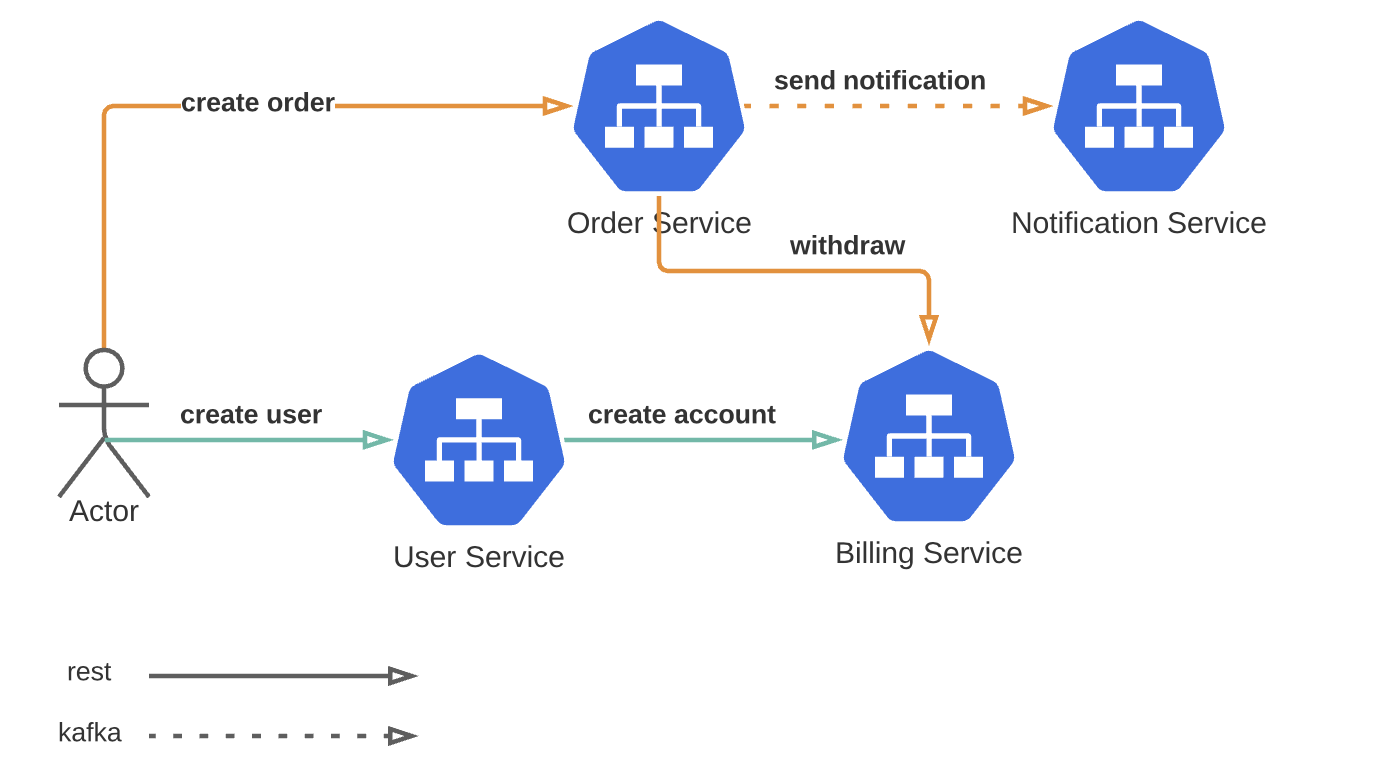 create order
send notification
Order Service
Notification Service
withdraw
create user
create account
Actor
User Service
Billing Service
rest
kafka